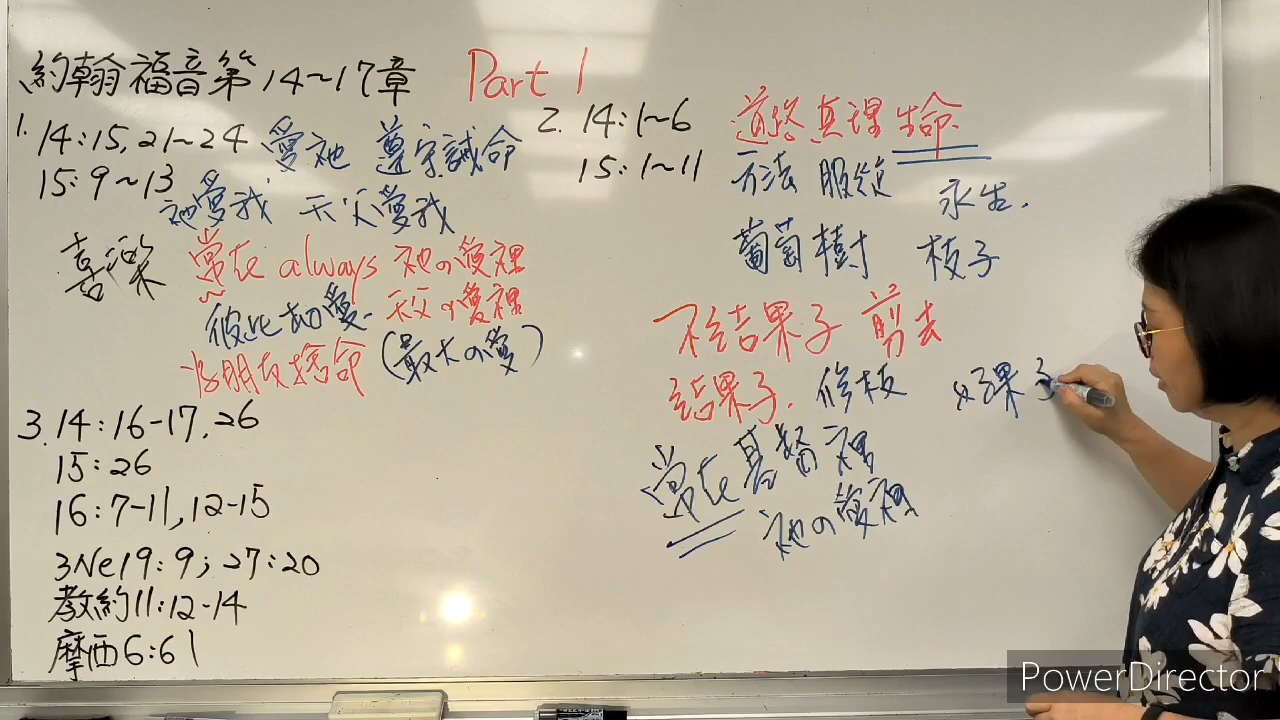 約翰福音第14~17章 Part 1
1. 14:15,21~24 愛祂 遵守誡命
15:9~13
祂愛我 天父愛我
喜樂 常在 always 祂の愛裡
彼此相愛. 天父の愛裡
為朋友捨命 (最大の愛)
2. 14:1~6 道路 真理 生命
15:1~11 方法 服從 永生.
葡萄樹 枝子
不結果子 剪去
結果子. 修枝 好果子
常在基督裡
祂の愛裡
3. 14:16-17,26
15:26
16:7-11,12-15
3Ne19:9; 27:20
教約11:12-14
摩西6:61
PowerDirector